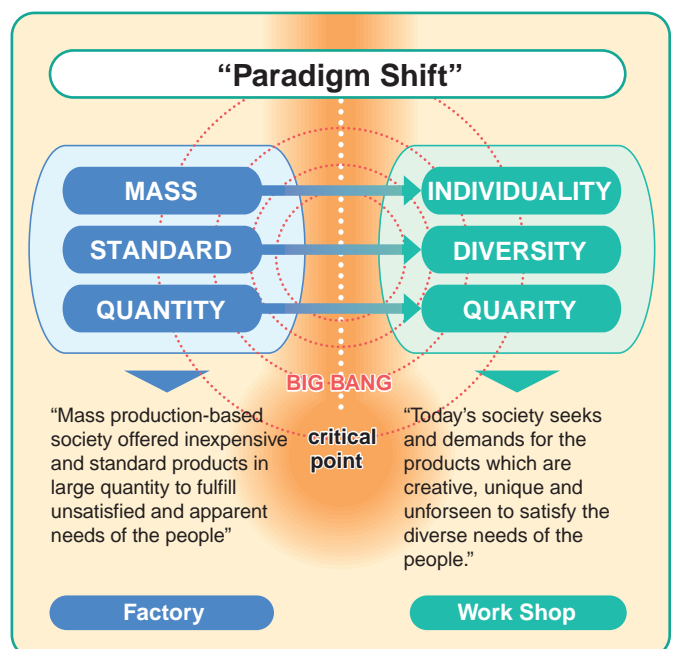 “Paradigm Shift”
MASS
INDIVIDUALITY
STANDARD
DIVERSITY
QUANTITY
QUARITY
BIG BANG
critical
point
“Mass production-based
society offered inexpensive
and standard products in
large quantity to fulfill
unsatisfied and apparent
needs of the people”
“Today’s society seeks
and demands for the
products which are
creative, unique and
unforseen to satisfy the
diverse needs of the
people.”
Factory
Work Shop